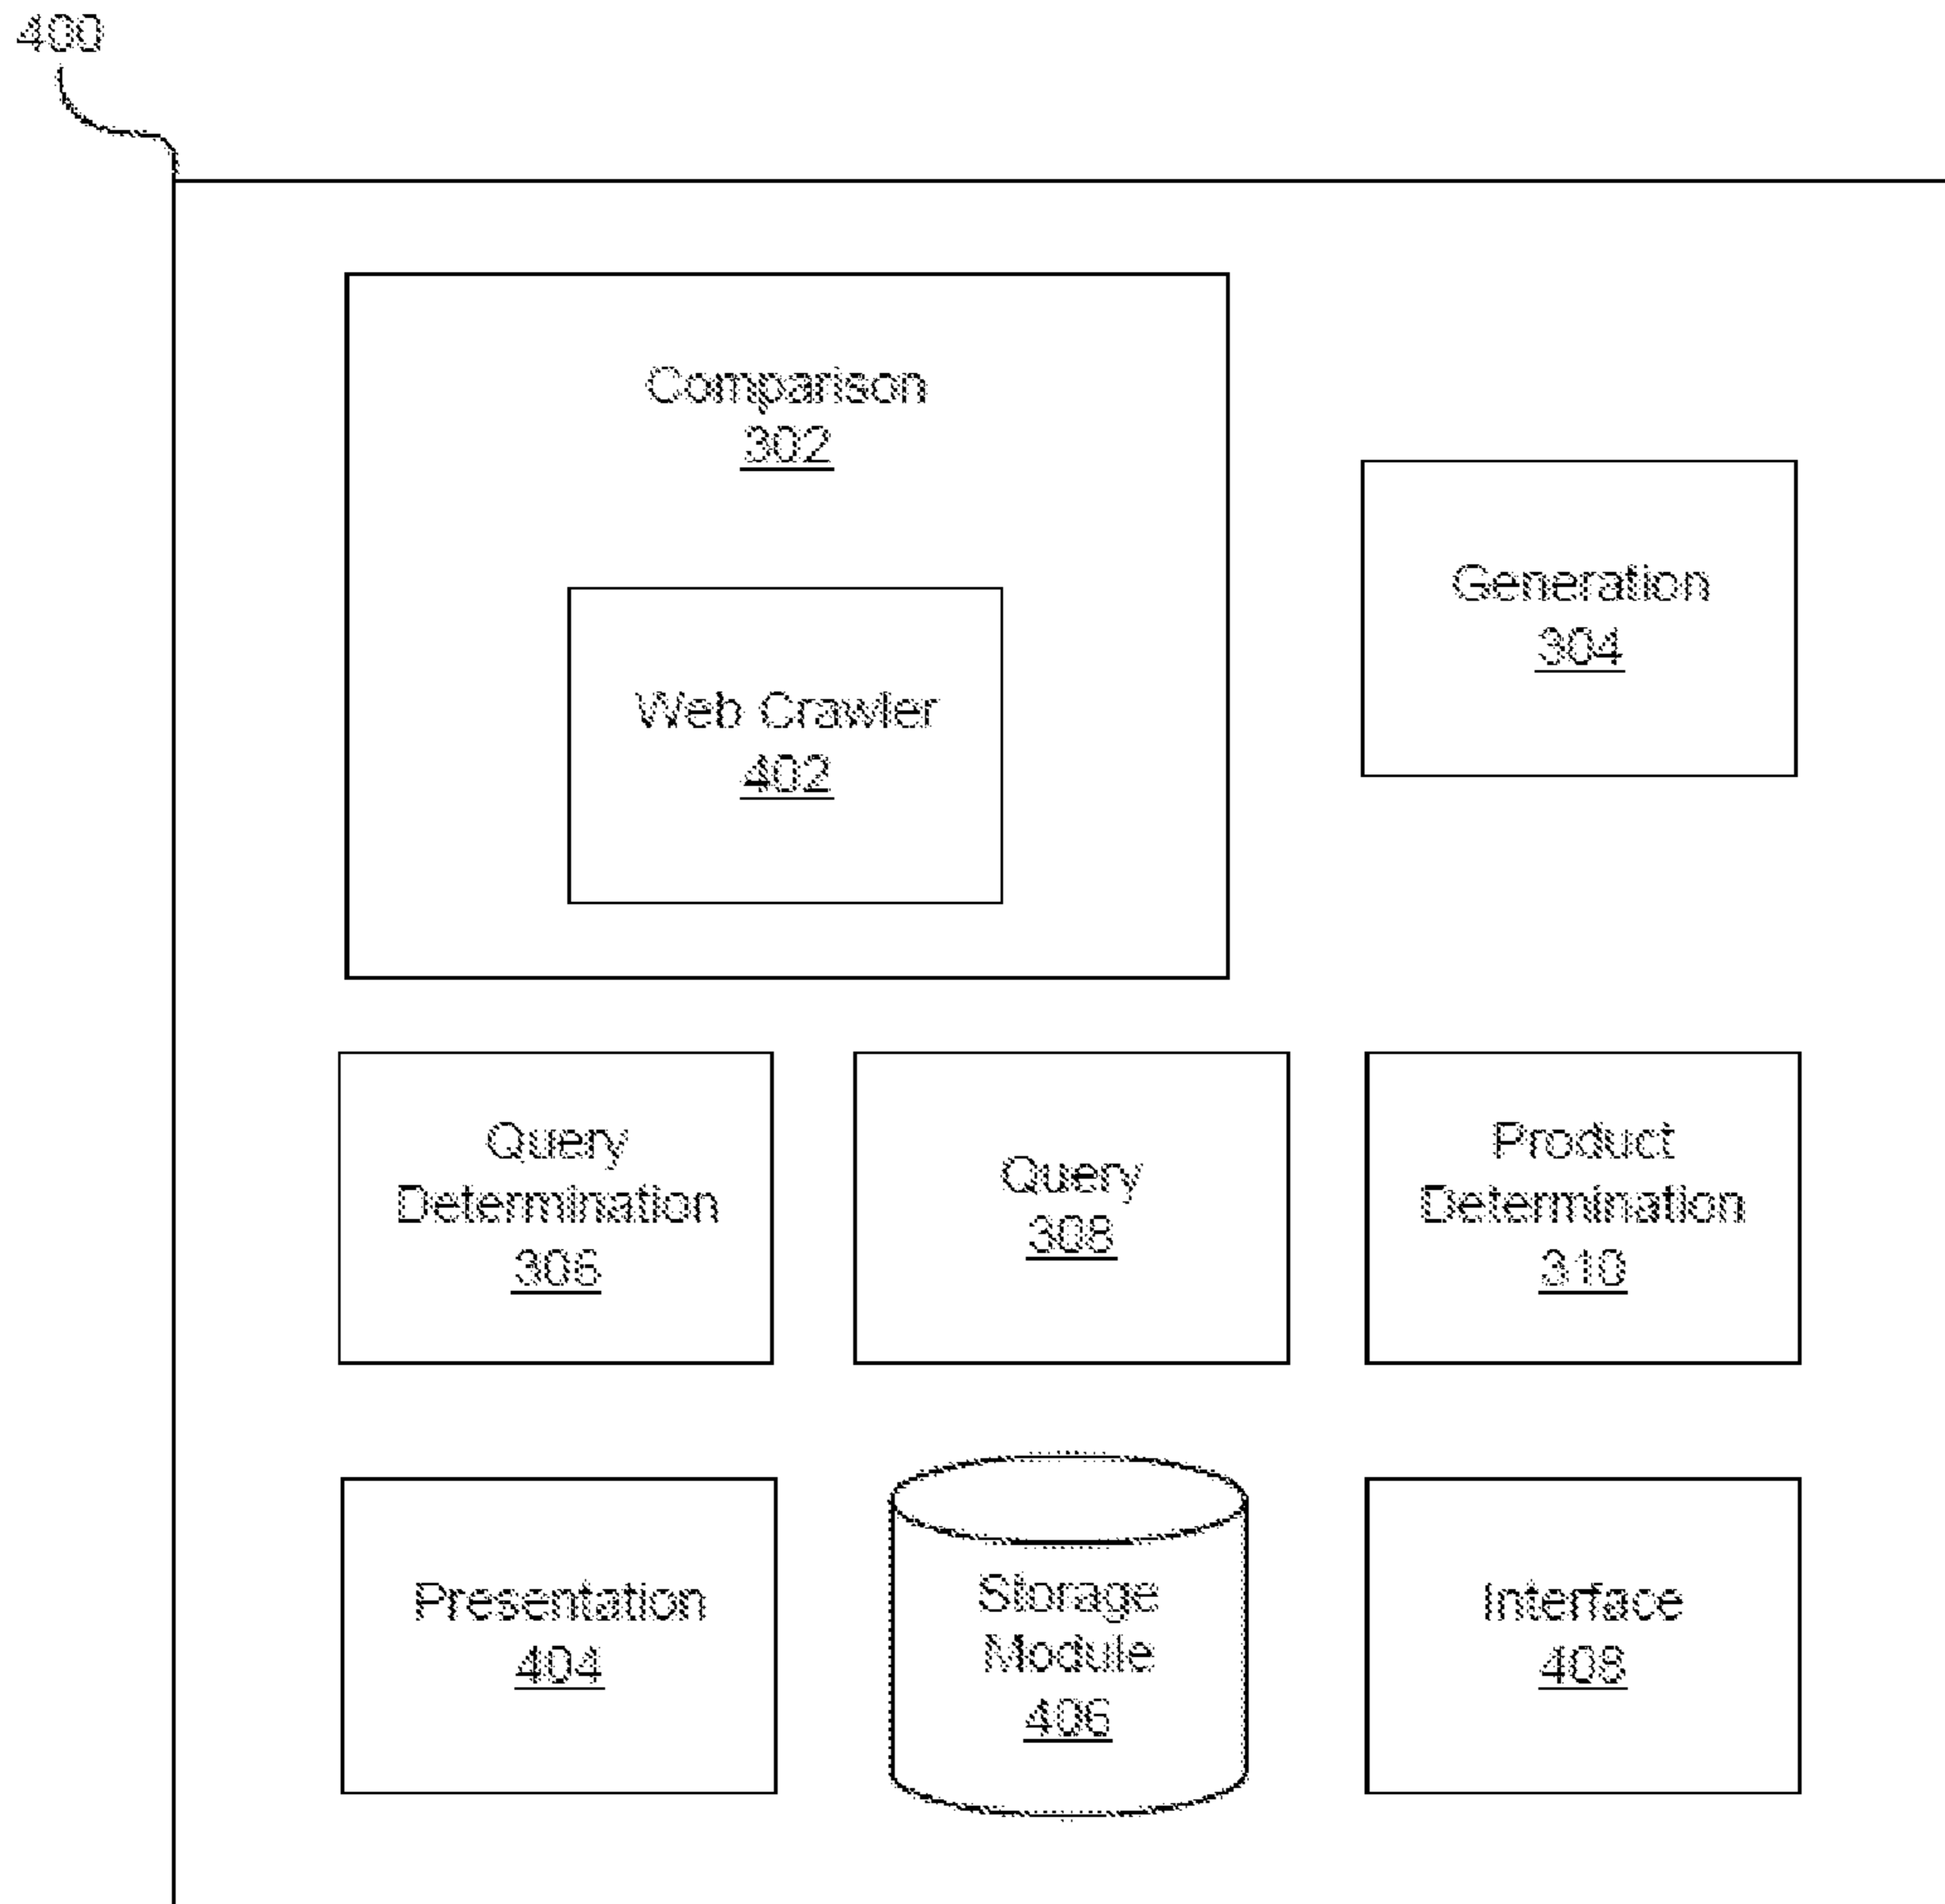 400
Comparison
302
Generation
304
Web Crawler
402
Query
Determination
306
Query
308
Product
Determination
310
Presentation
404
Storage
Module
406
Interface
408